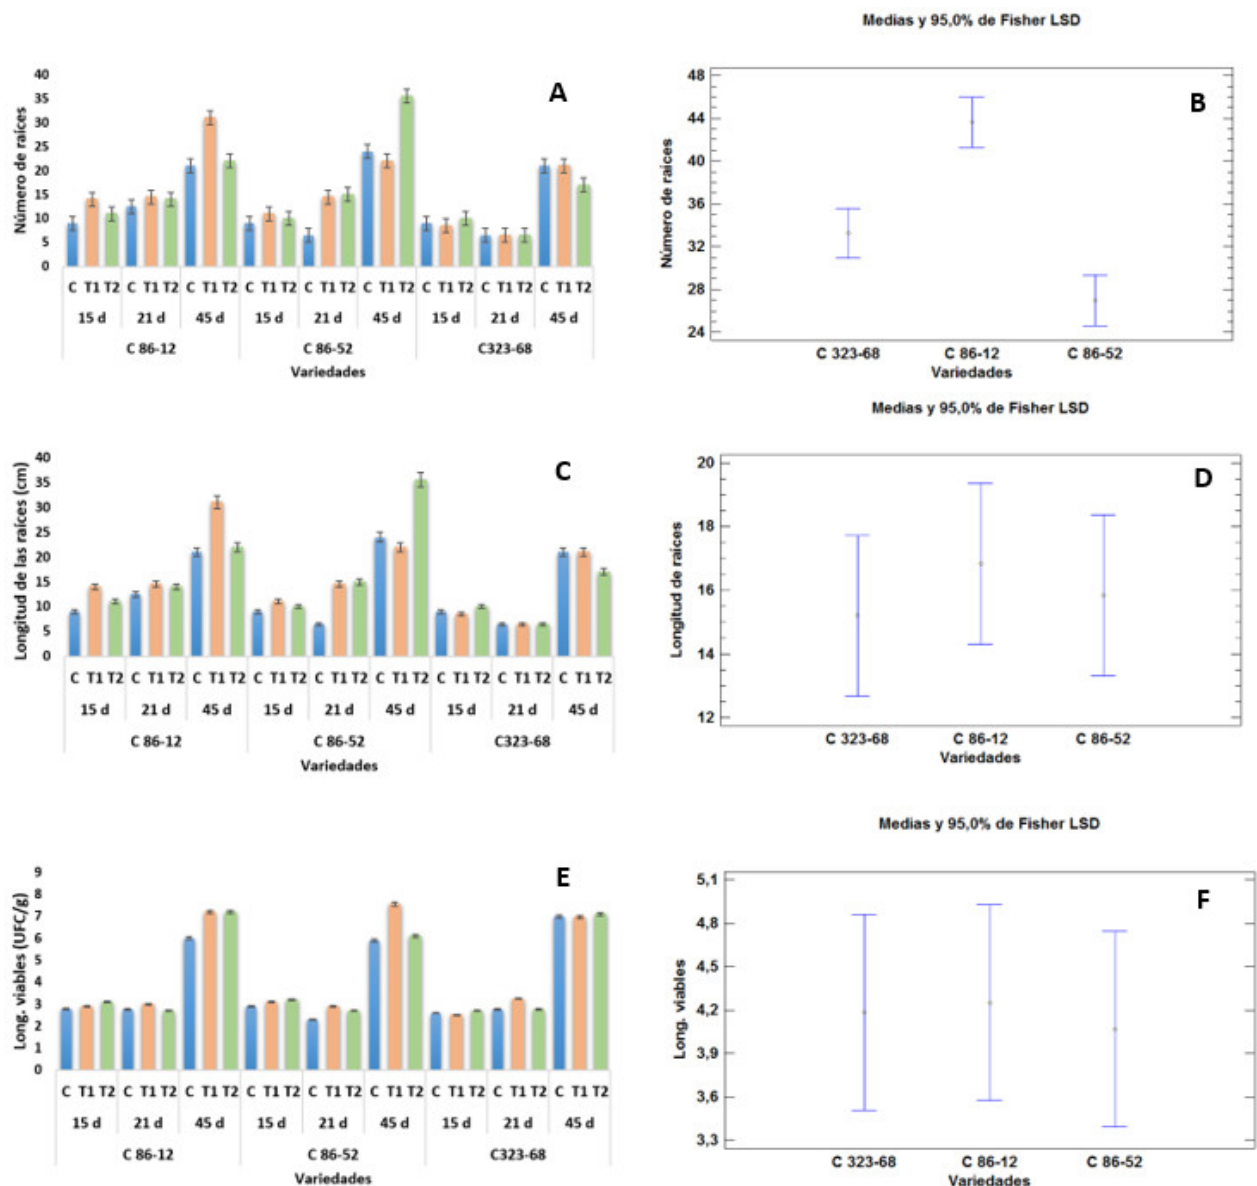 Medias y 95,0% de Fisher LSD
A
Número de raíces
40
35
30
25
20
15
10
5
0
C T1 T2 C T1 T2 C T1 T2 C T1 T2 C T1 T2 C T1 T2 C T1 T2 C T1 T2 C T1 T2
15 d 21 d 45 d 15 d 21 d 45 d 15 d 21 d 45 d
C 86-12 C 86-52 C323-68
Variedades
B
Número de raíces
48
44
40
36
32
28
24
C 323-68 C 86-12 C 86-52
Variedades
Medias y 95,0% de Fisher LSD
C
Longitud de las raíces (cm)
40
35
30
25
20
15
10
5
0
C T1 T2 C T1 T2 C T1 T2 C T1 T2 C T1 T2 C T1 T2 C T1 T2 C T1 T2 C T1 T2
15 d 21 d 45 d 15 d 21 d 45 d 15 d 21 d 45 d
C 86-12 C 86-52 C323-68
Variedades
D
Longitud de raíces
20
18
16
14
12
C 323-68 C 86-12 C 86-52
Variedades
Medias y 95,0% de Fisher LSD
E
Long. viables (UFC/g)
9
8
7
6
5
4
3
2
1
0
C T1 T2 C T1 T2 C T1 T2 C T1 T2 C T1 T2 C T1 T2 C T1 T2 C T1 T2 C T1 T2
15 d 21 d 45 d 15 d 21 d 45 d 15 d 21 d 45 d
C 86-12 C 86-52 C323-68
Variedades
F
Long. viables
5,1
4,8
4,5
4,2
3,9
3,6
3,3
C 323-68 C 86-12 C 86-52
Variedades